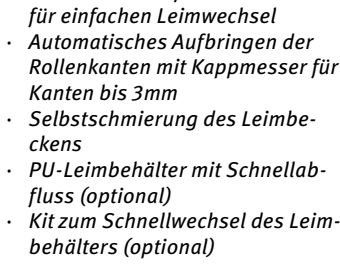 für einfachen Leimwechsel
· Automatisches Aufbringen der
Rollenkanten mit Kappmesser für
Kanten bis 3mm
· Selbstschmierung des Leimbe-
ckens
· PU-Leimbehälter mit Schnellab-
fluss (optional)
· Kit zum Schnellwechsel des Leim-
behälters (optional)